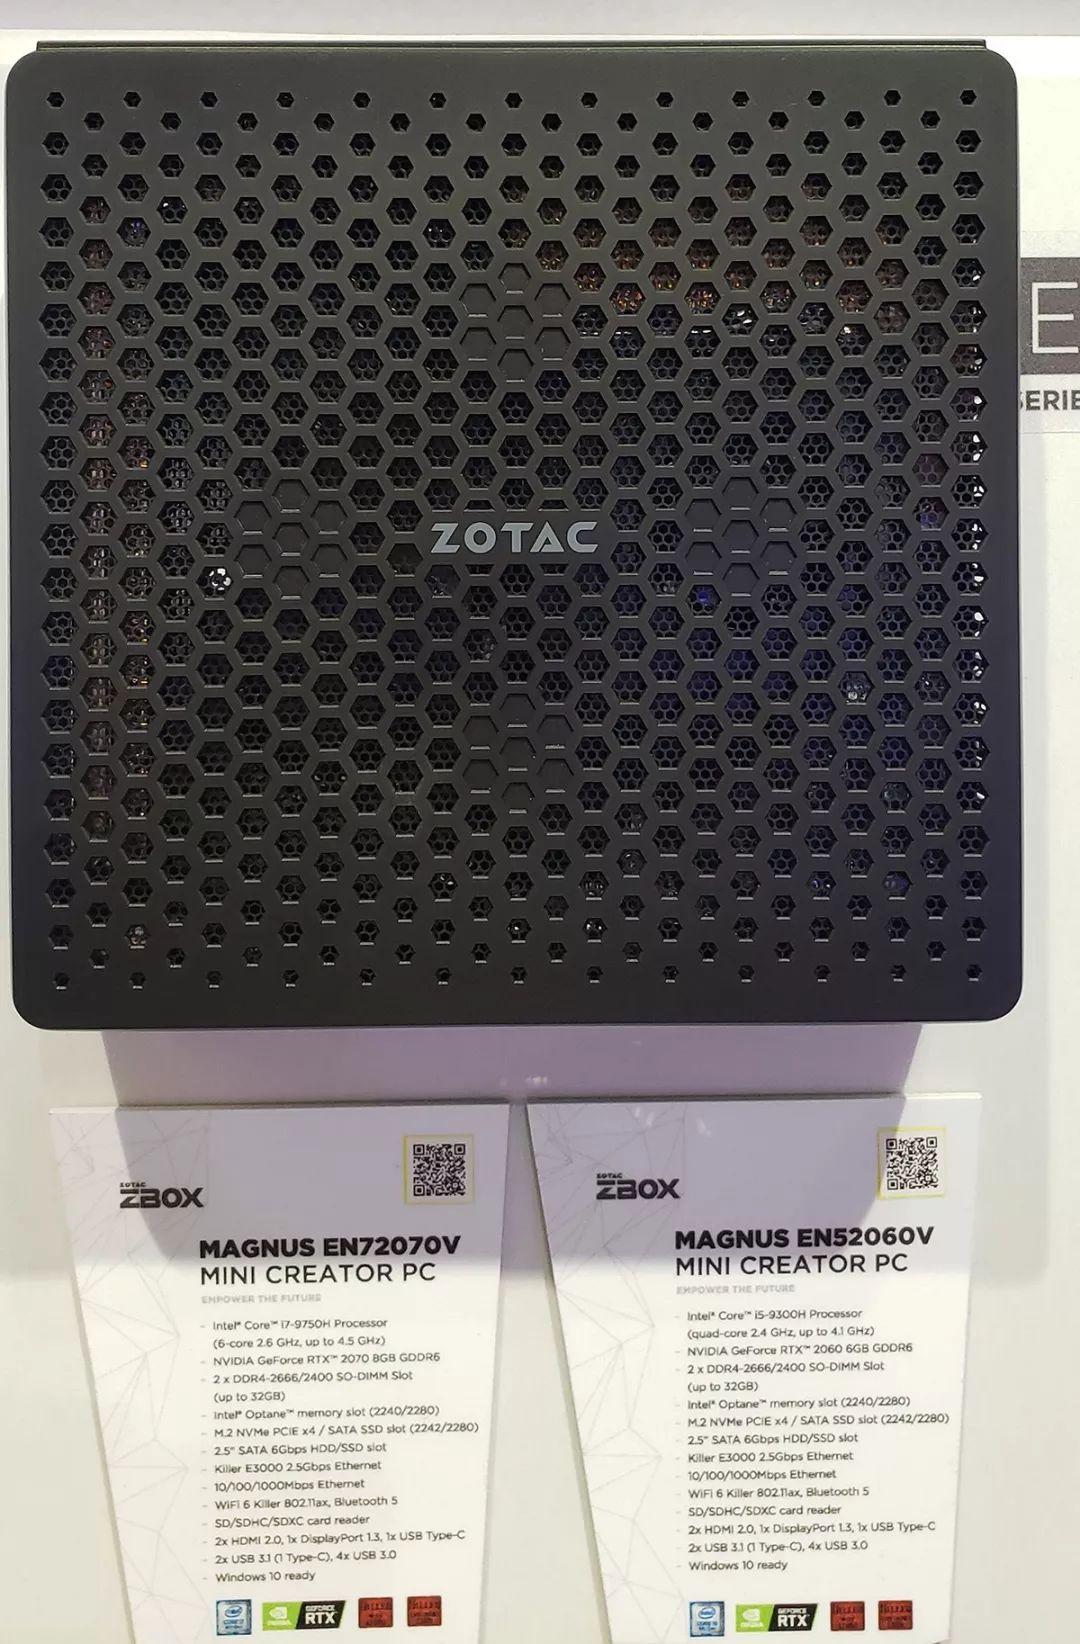 E
SERIE
ZOTAC
ZOTAC
ZBOX
MAGNUS EN72070V
MINI CREATOR PC
EMPOWER THE FUTURE
- Intel® Core™ i7-9750H Processor
(6-core 2.6 GHz, up to 4.5 GHz)
- NVIDIA GeForce RTX™ 2070 8GB GDDR6
- 2 x DDR4-2666/2400 SO-DIMM Slot
(up to 32GB)
- Intel® Optane™ memory slot (2240/2280)
- M.2 NVMe PCIE x4 / SATA SSD slot (2242/2280)
- 2.5" SATA 6Gbps HDD/SSD slot
- Killer E3000 2.5Gbps Ethernet
- 10/100/1000Mbps Ethernet
- WiFi 6 Killer 802.11ax, Bluetooth 5
- SD/SDHC/SDXC card reader
- 2x HDMI 2.0, 1x DisplayPort 1.3, 1x USB Type-C
- 2x USB 3.1 (1 Type-C), 4x USB 3.0
- Windows 10 ready
NVIDIA GEFORCE RTX
ZOTAC
ZBOX
MAGNUS EN52060V
MINI CREATOR PC
EMPOWER THE FUTURE
- Intel® Core™ i5-9300H Processor
(quad-core 2.4 GHz, up to 4.1 GHz)
- NVIDIA GeForce RTX™ 2060 6GB GDDR6
- 2 x DDR4-2666/2400 SO-DIMM Slot
(up to 32GB)
- Intel® Optane™ memory slot (2240/2280)
- M.2 NVMe PCIE x4 / SATA SSD slot (2242/2280)
- 2.5" SATA 6Gbps HDD/SSD slot
- Killer E3000 2.5Gbps Ethernet
- 10/100/1000Mbps Ethernet
- WiFi 6 Killer 802.11ax, Bluetooth 5
- SD/SDHC/SDXC card reader
- 2x HDMI 2.0, 1x DisplayPort 1.3, 1x USB Type-C
- 2x USB 3.1 (1 Type-C), 4x USB 3.0
- Windows 10 ready
NVIDIA GEFORCE RTX